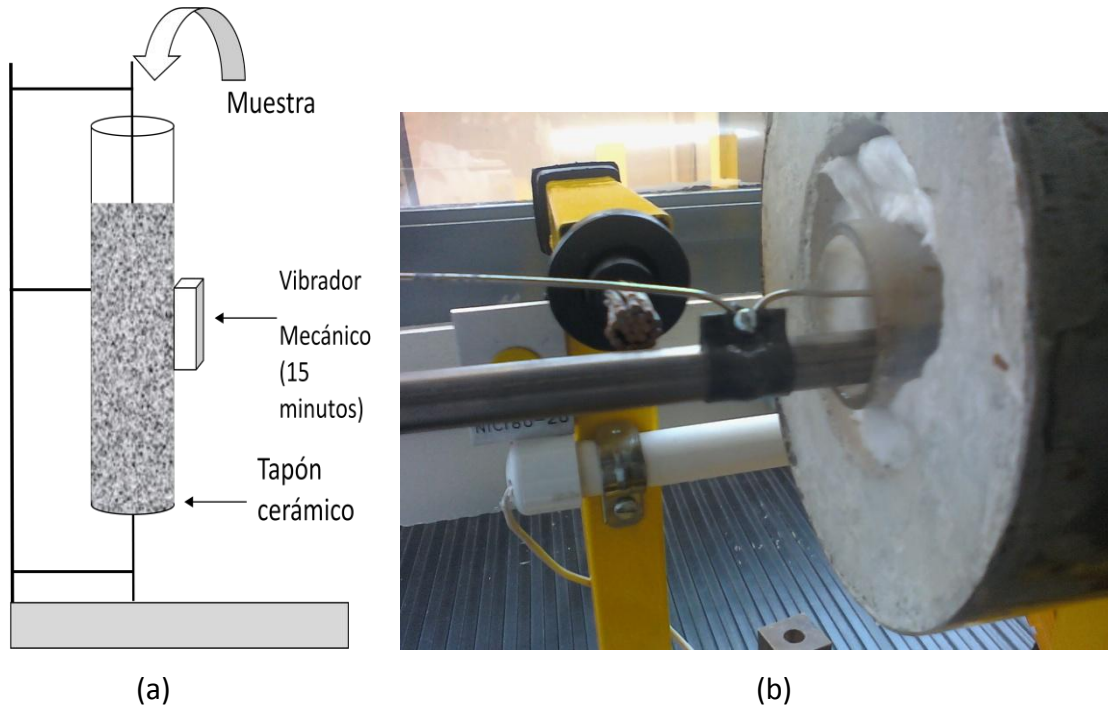 Muestra
Vibrador
Mecánico
(15
minutos)
Tapón
cerámico
(a)
(b)